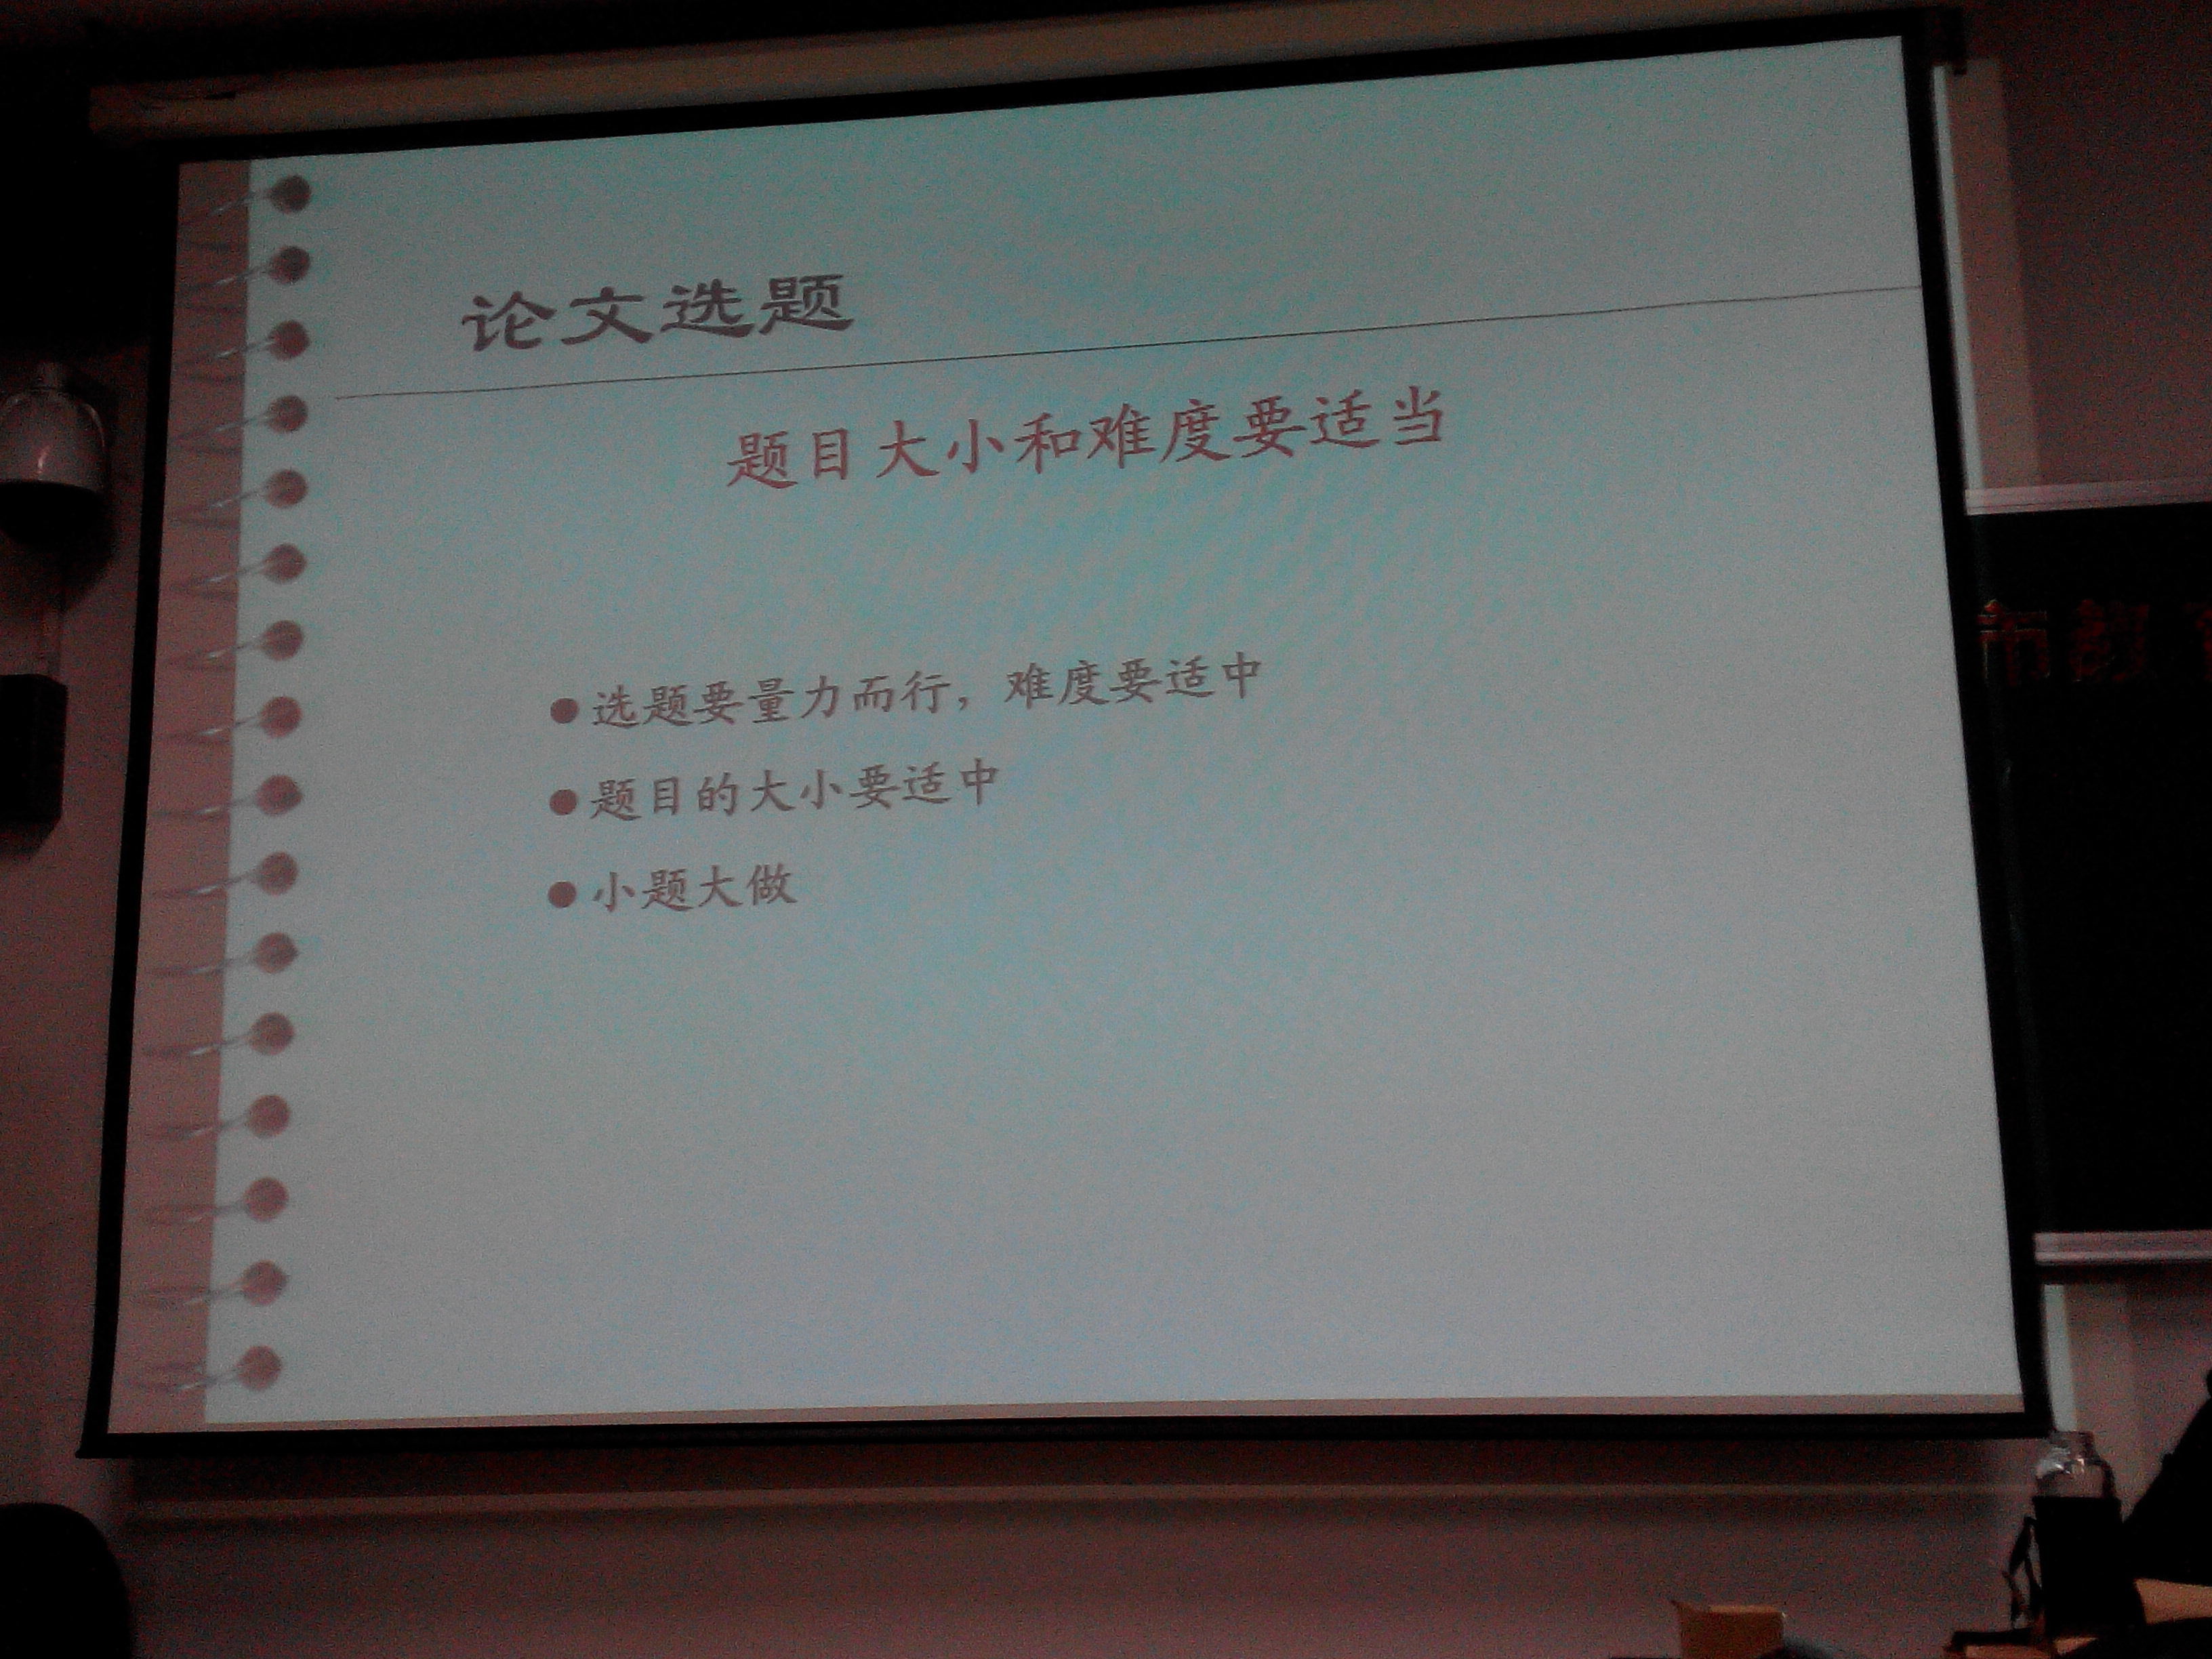 论文选题
题目大小和难度要适当
●选题要量力而行，难度要适中
●题目的大小要适中
●小题大做
市